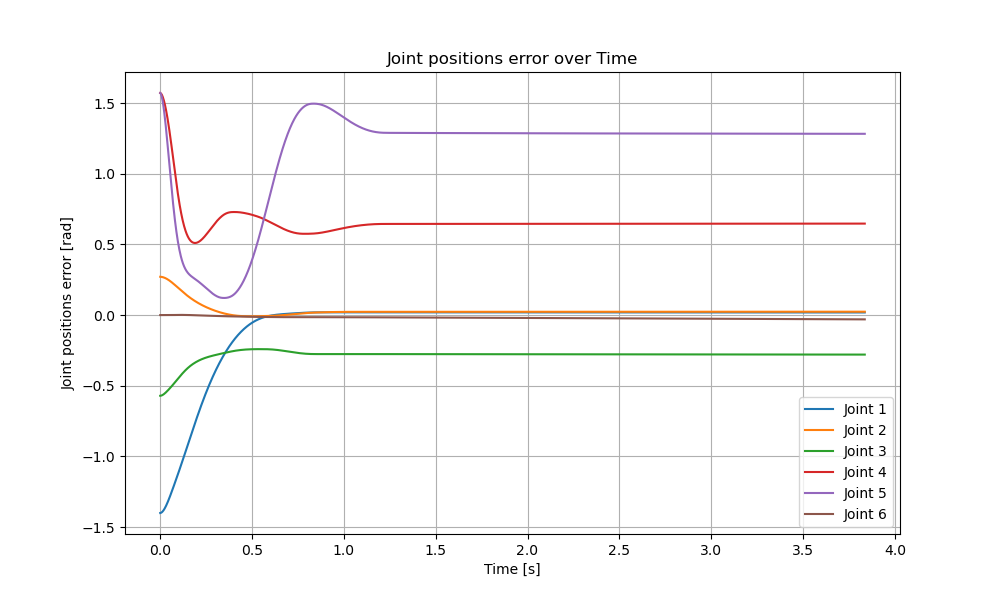 Joint positions error over Time
Joint positions error [rad]
1.5
1.0
0.5
0.0
−0.5
−1.0
−1.5
0.0
0.5
1.0
1.5
2.0
2.5
3.0
3.5
4.0
Time [s]
Joint 1
Joint 2
Joint 3
Joint 4
Joint 5
Joint 6